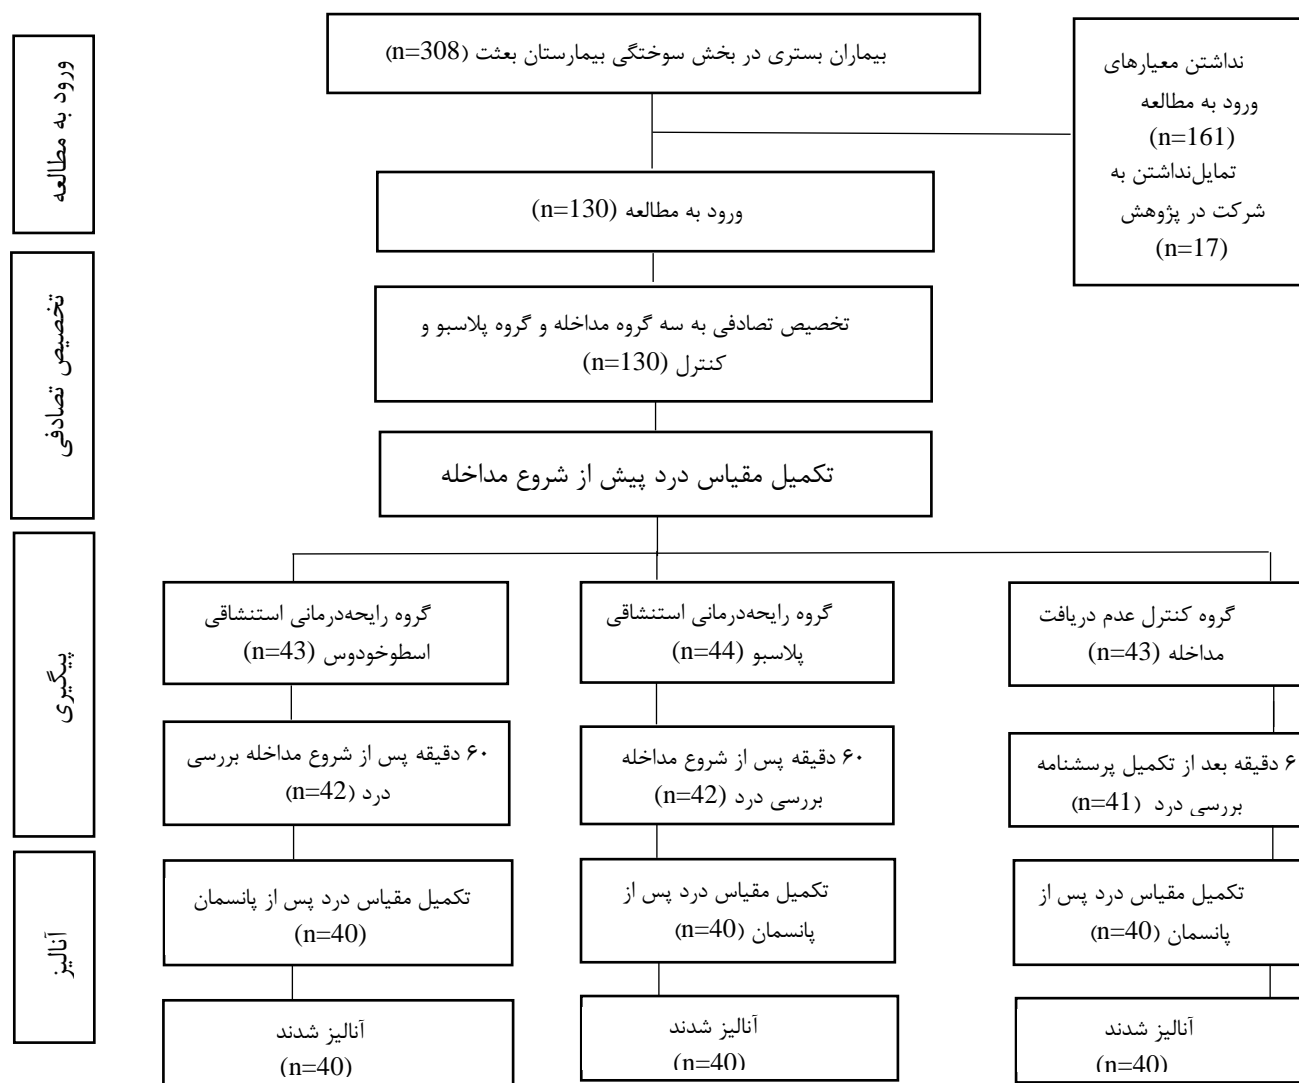 بیماران بستری در بخش سوختگی بیمارستان بعثت (n=308)
نداشتن معیارهای
ورود به مطالعه
(n=161)
تمایل‌نداشتن به
شرکت در پژوهش
(n=17)
ورود به مطالعه
ورود به مطالعه (n=130)
تخصیص تصادفی
تخصیص تصادفی به سه گروه مداخله و گروه پلاسبو و
کنترل (n=130)
تکمیل مقیاس درد پیش از شروع مداخله
پیگیری
گروه کنترل عدم دریافت
مداخله (n=43)
گروه رایحه‌درمانی استنشاقی
پلاسبو (n=44)
گروه رایحه‌درمانی استنشاقی
اسطوخودوس (n=43)
۶ دقیقه بعد از تکمیل پرسشنامه
بررسی درد (n=41)
۶۰ دقیقه پس از شروع مداخله
بررسی درد (n=42)
۶۰ دقیقه پس از شروع مداخله بررسی
درد (n=42)
آنالیز
تکمیل مقیاس درد پس از
پانسمان (n=40)
تکمیل مقیاس درد پس از
پانسمان (n=40)
تکمیل مقیاس درد پس از پانسمان
(n=40)
آنالیز شدند
(n=40)
آنالیز شدند
(n=40)
آنالیز شدند
(n=40)